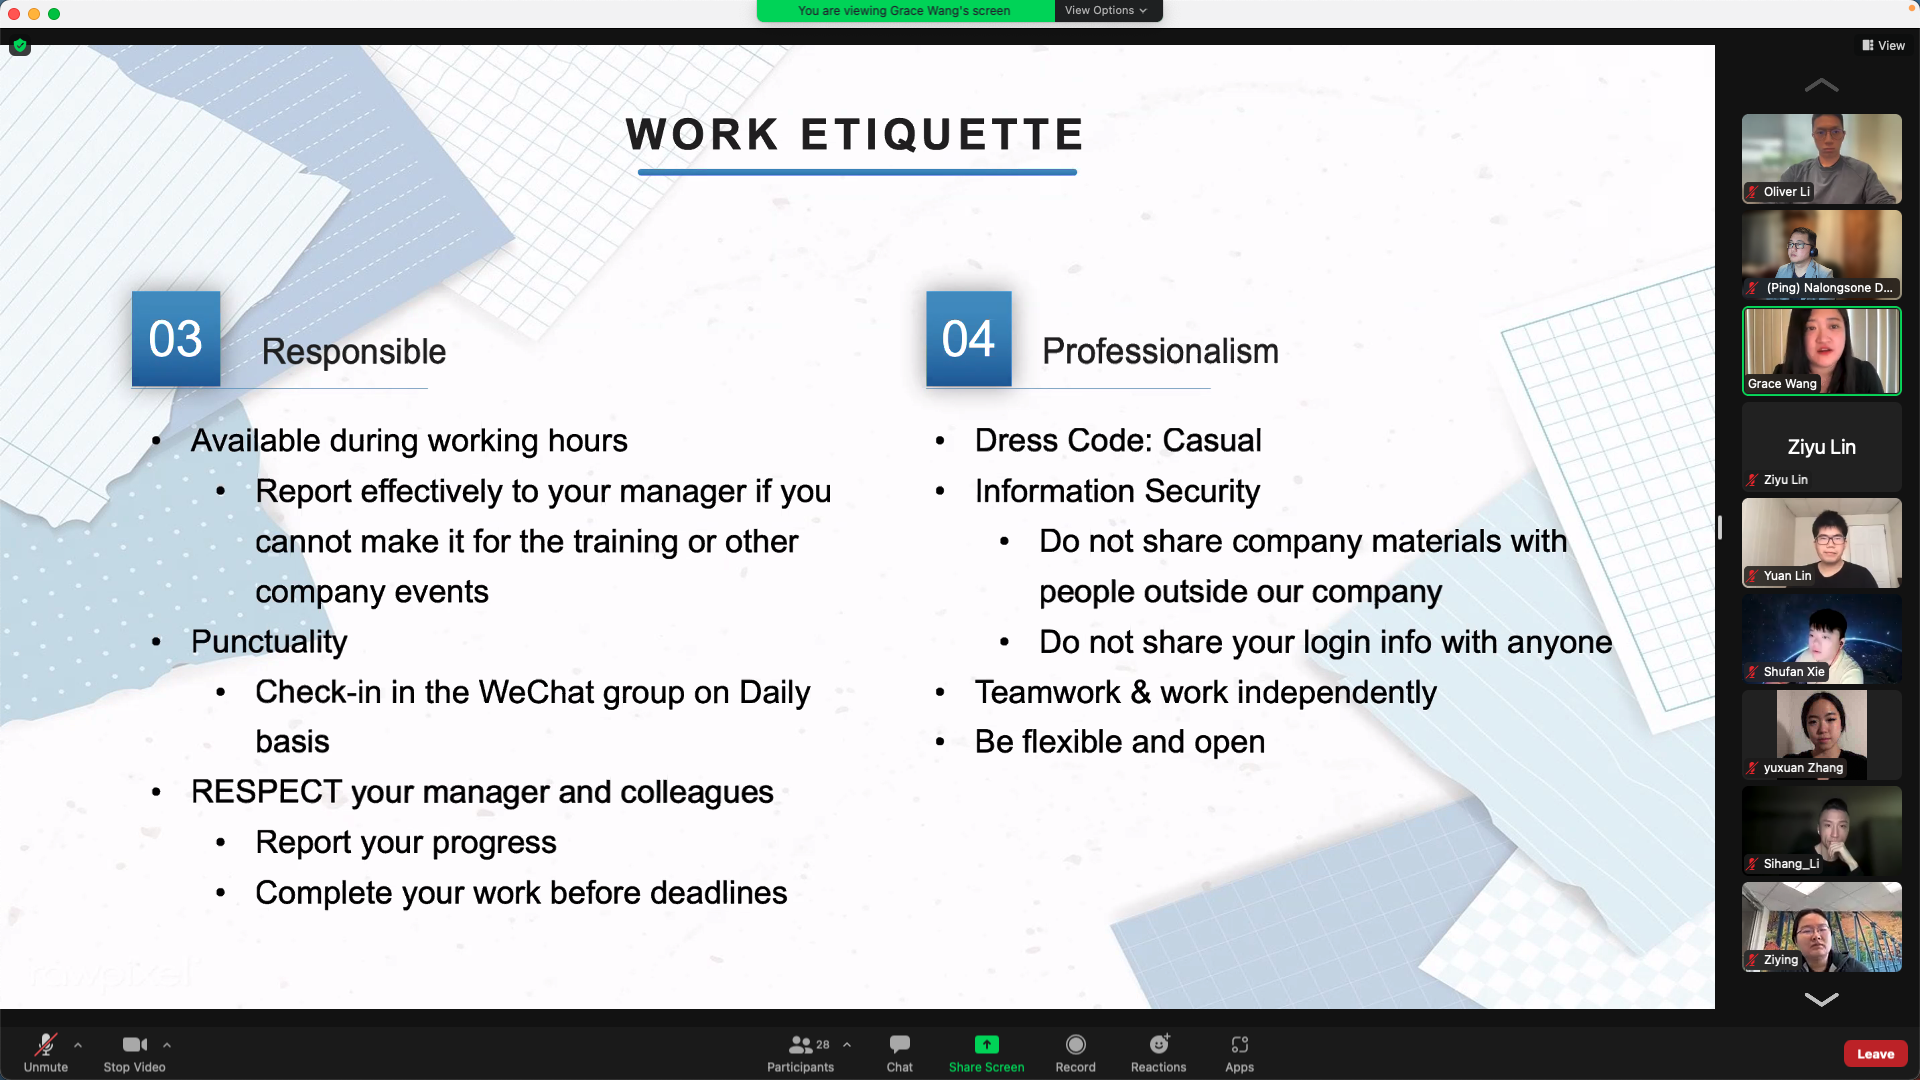 You are viewing Grace Wang's screen
View Options
View
WORK ETIQUETTE
03
Responsible
• Available during working hours
• Report effectively to your manager if you
cannot make it for the training or other
company events
• Punctuality
• Check-in in the WeChat group on Daily
basis
• RESPECT your manager and colleagues
• Report your progress
• Complete your work before deadlines
04
Professionalism
• Dress Code: Casual
• Information Security
• Do not share company materials with
people outside our company
• Do not share your login info with anyone
• Teamwork & work independently
• Be flexible and open
Oliver Li
(Ping) Nalongsone D...
Grace Wang
Ziyu Lin
Ziyu Lin
Yuan Lin
Shufan Xie
yuxuan Zhang
Sihang_Li
Ziying
Unmute
Stop Video
28
Participants
Chat
Share Screen
Record
Reactions
Apps
Leave